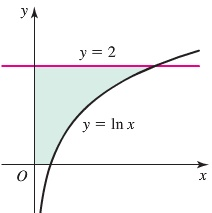 y
y = 2
y = ln x
O
x